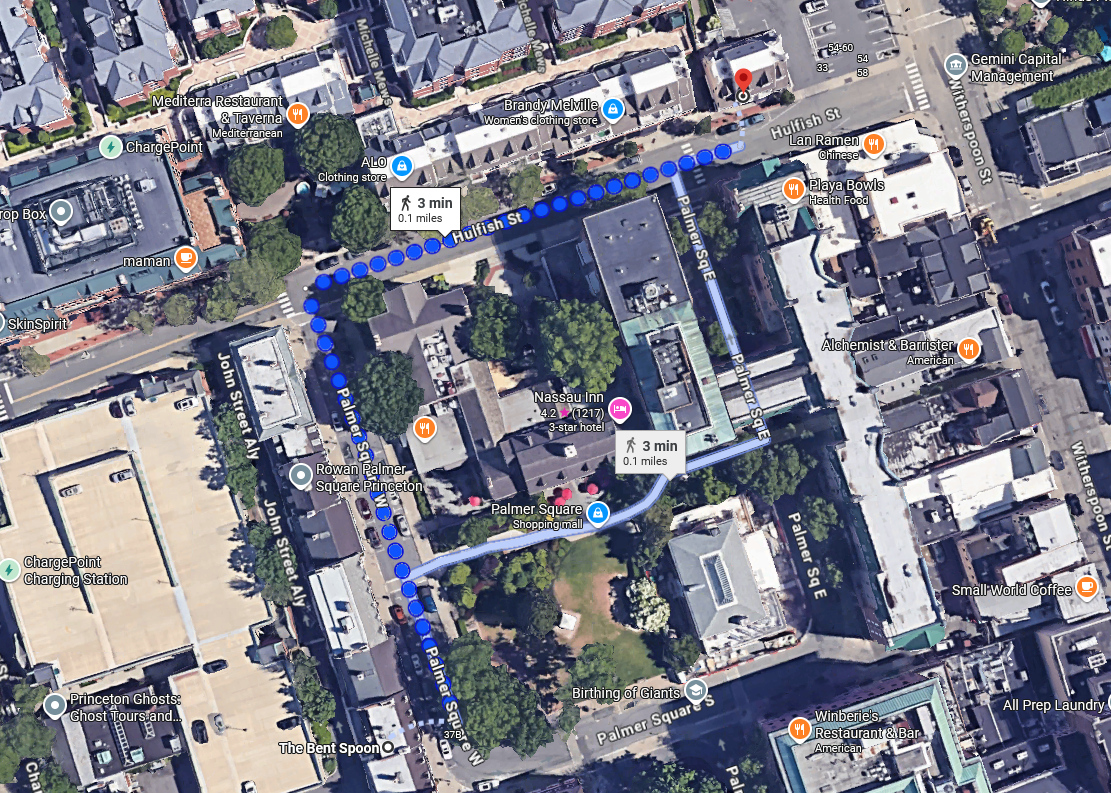 Michelle Mews
Michelle Mews
54-60
33
54
58
Gemini Capital
Management
Mediterra Restaurant
& Taverna
Mediterranean
Brandy Melville
Women's clothing store
Hulfish St
Witherspoon St
ChargePoint
ALO
Clothing store
Lan Ramen
Chinese
Playa Bowls
Health Food
3 min
0.1 miles
rop Box
Hulfish St
Palmer Sq E
maman
SkinSpirit
Alchemist & Barrister
American
John Street Aly
Palmer Sq E
Nassau Inn
4.2 ★ (1217)
3-star hotel
Palmer Square W
3 min
0.1 miles
Rowan Palmer
Square Princeton
Witherspoon St
Palmer Square
Shopping mall
John Street Aly
Palmer Sq E
ChargePoint
Charging Station
Small World Coffee
Palmer Square W
Birthing of Giants
Princeton Ghosts:
Ghost Tours and...
Palmer Square S
All Prep Laundry
Winberie's
Restaurant & Bar
American
The Bent Spoon
37B